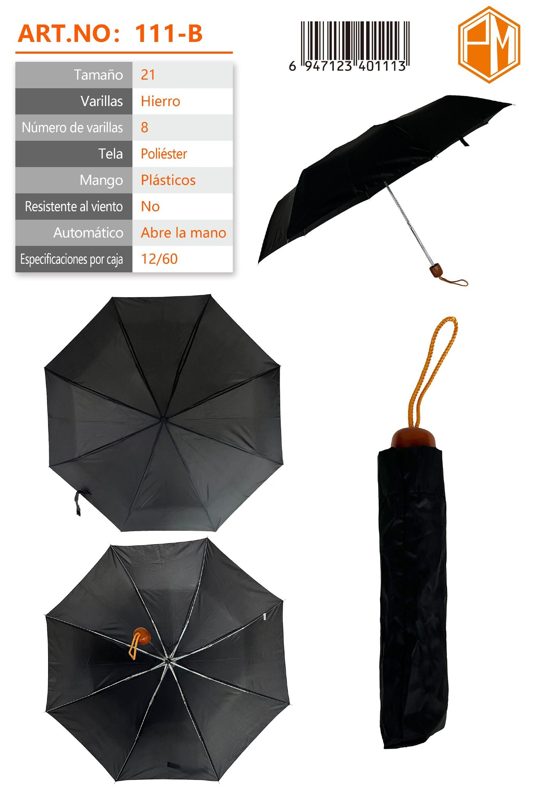 ART.NO: 111-B
6 947123 401113
PM
Tamaño 21
Varillas Hierro
Número de varillas 8
Tela Poliéster
Mango Plásticos
Resistente al viento No
Automático Abre la mano
Especificaciones por caja 12/60